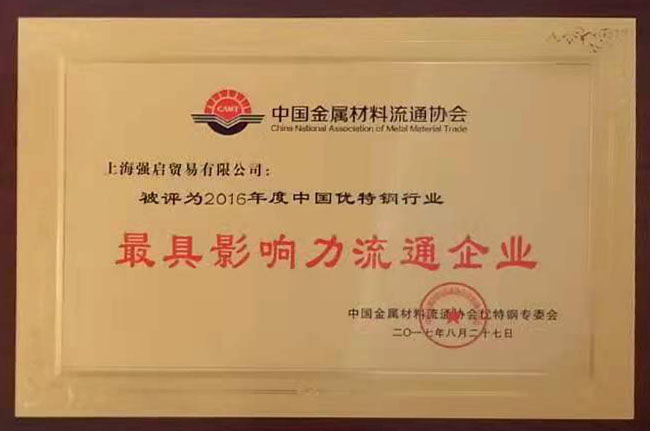 CAMT
中国金属材料流通协会
China National Association of Metal Material Trade
上海强启贸易有限公司：
被评为2016年度中国优特钢行业
最具影响力流通企业
中国金属材料流通协会优特钢专委会
二〇一七年八月二十七日